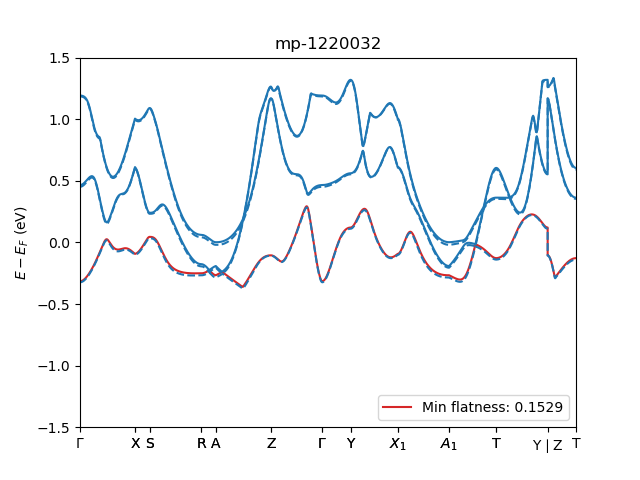 mp-1220032
E − E_F (eV)
1.5
1.0
0.5
0.0
−0.5
−1.0
−1.5
Min flatness: 0.1529
Γ X S R A Z Γ Y X₁ A₁ T Y | Z T